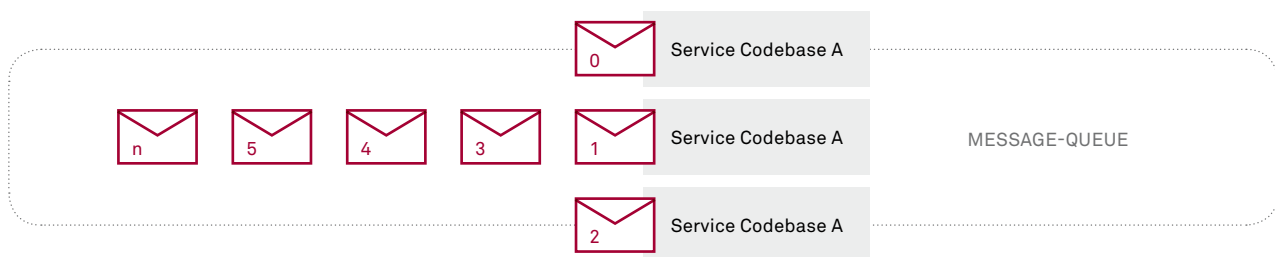 0 Service Codebase A
n 5 4 3 1 Service Codebase A MESSAGE-QUEUE
2 Service Codebase A